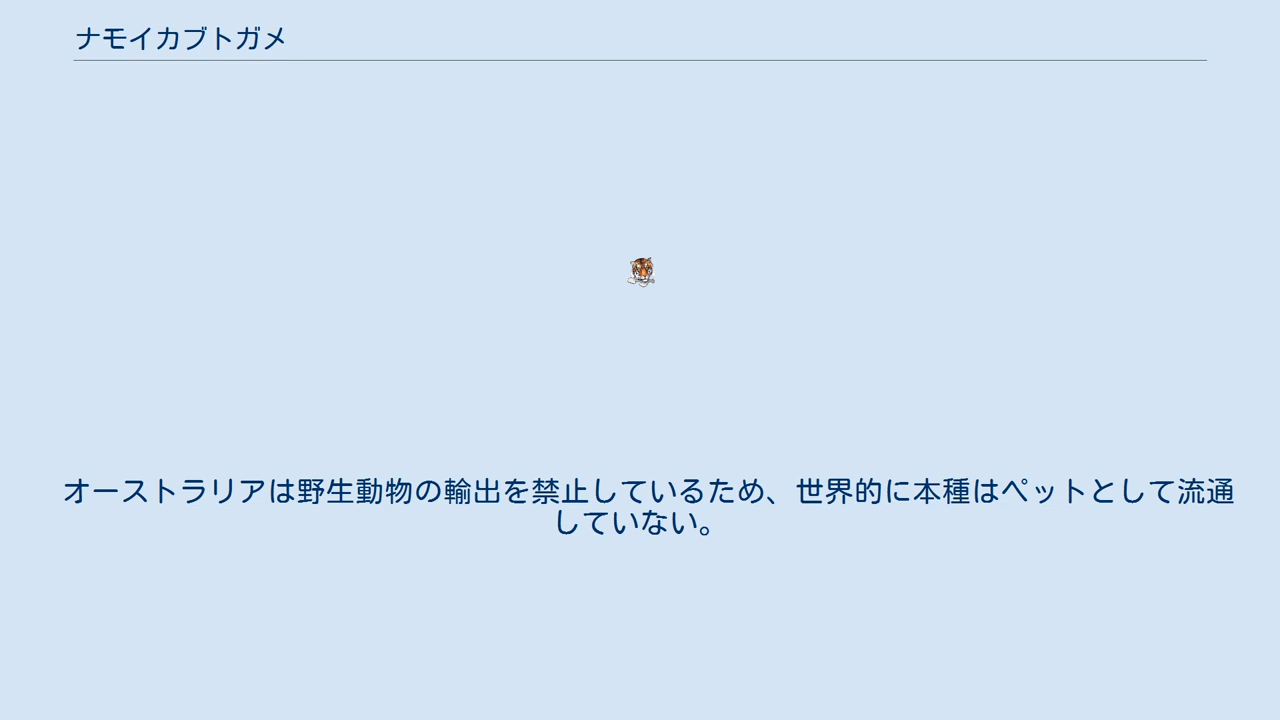 ナモイカブトガメ
オーストラリアは野生動物の輸出を禁止しているため、世界的に本種はペットとして流通
していない。